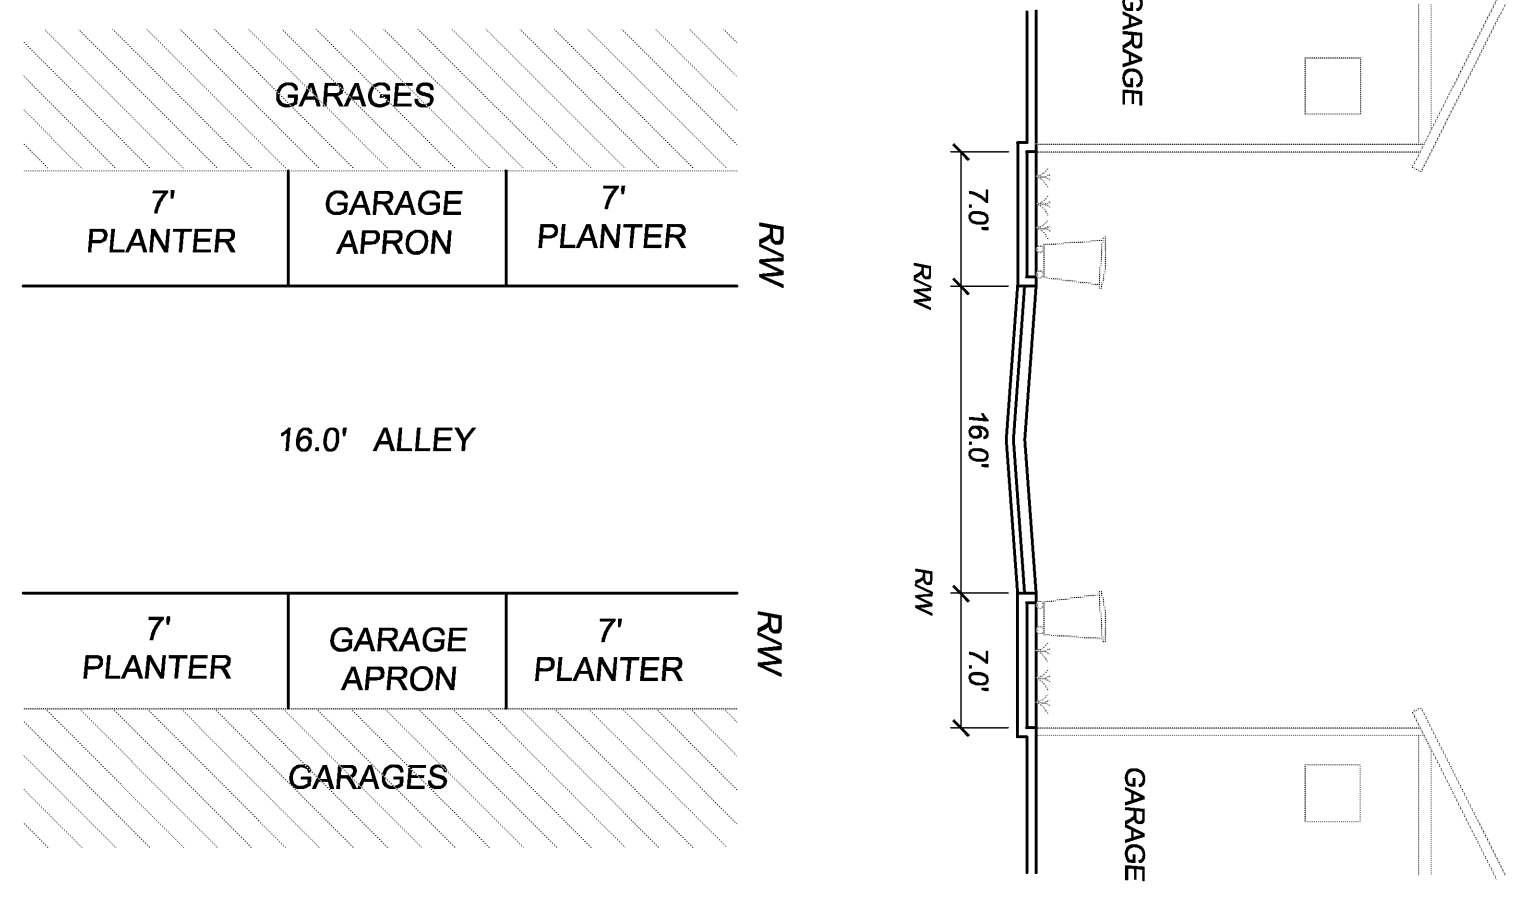 GARAGES
7'
PLANTER
GARAGE
APRON
7'
PLANTER
R/W
16.0' ALLEY
7'
PLANTER
GARAGE
APRON
7'
PLANTER
R/W
GARAGES
GARAGE
7.0'
R/W
16.0'
R/W
7.0'
GARAGE